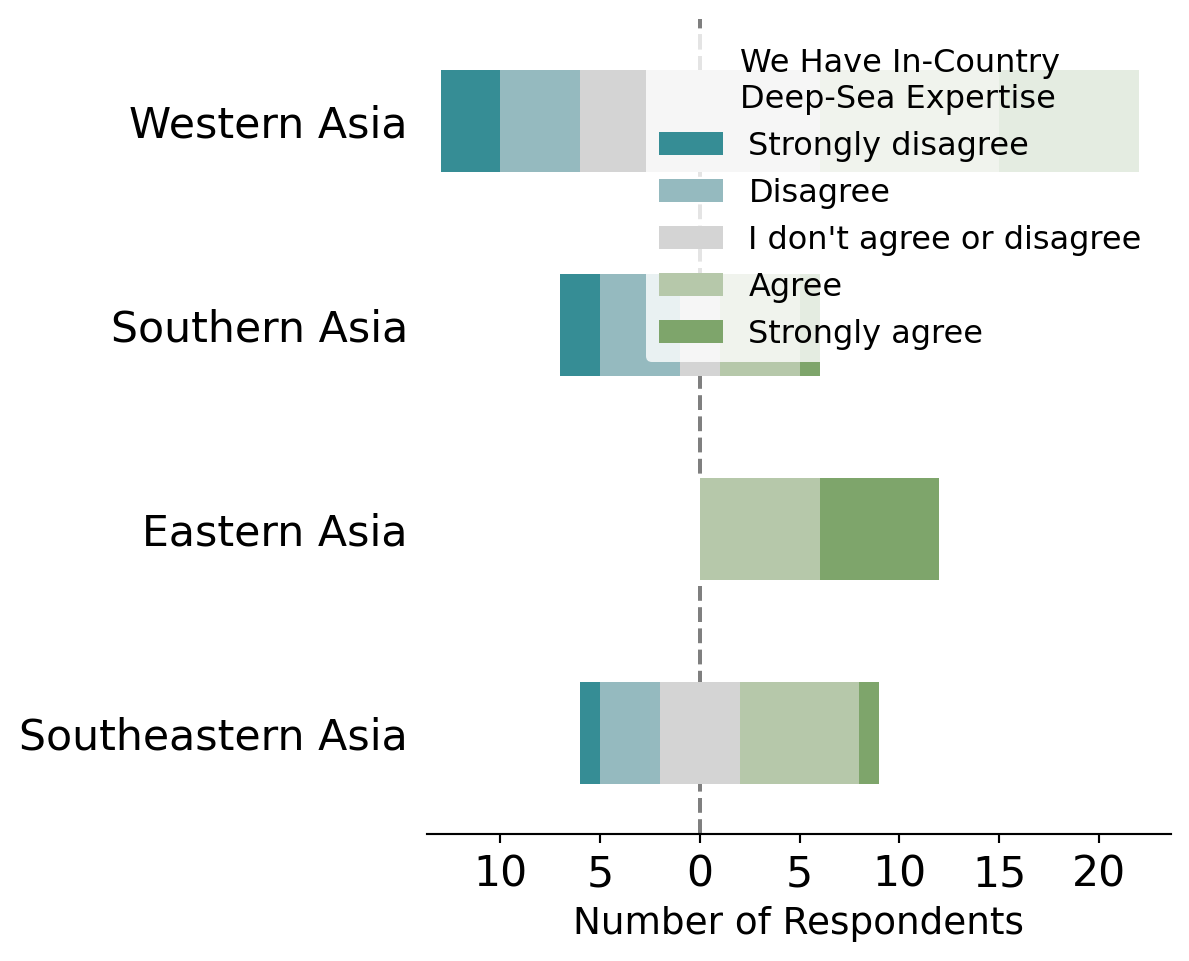 We Have In-Country
Deep-Sea Expertise
Strongly disagree
Disagree
I don't agree or disagree
Agree
Strongly agree
Western Asia
Southern Asia
Eastern Asia
Southeastern Asia
10 5 0 5 10 15 20
Number of Respondents